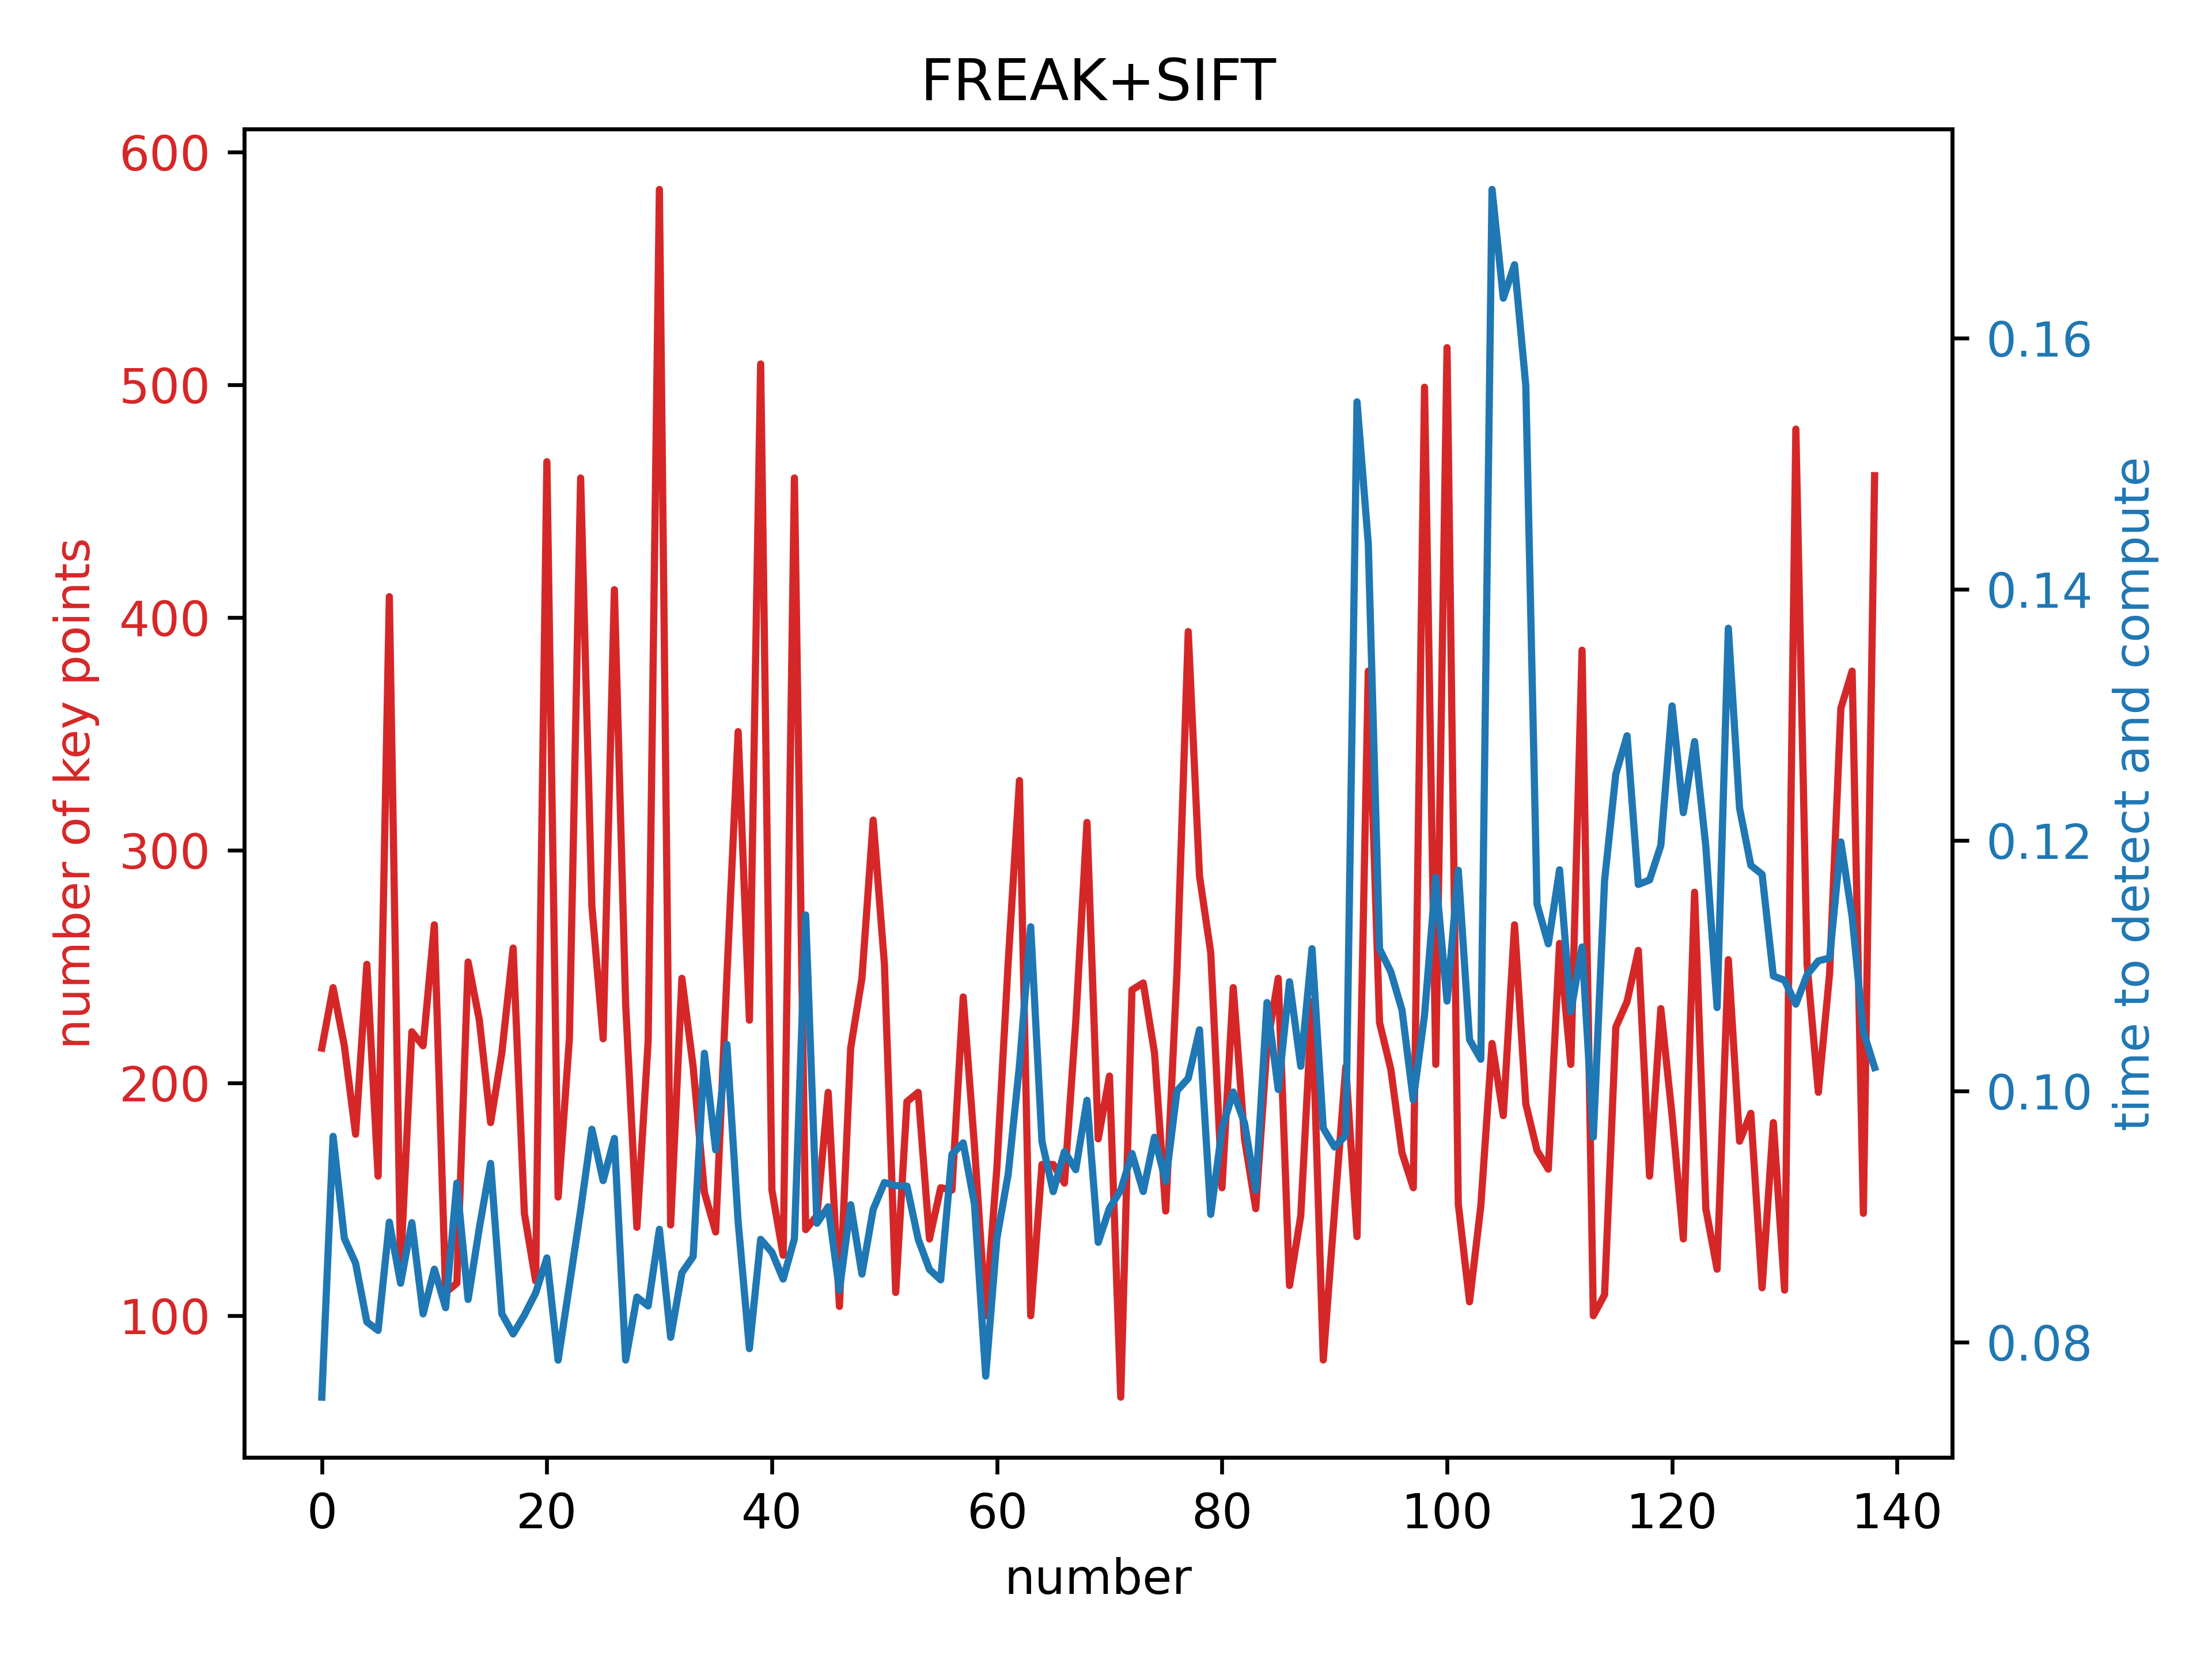 FREAK+SIFT
600
500
400
300
200
100
number of key points
0.16
0.14
0.12
0.10
0.08
time to detect and compute
0 20 40 60 80 100 120 140
number